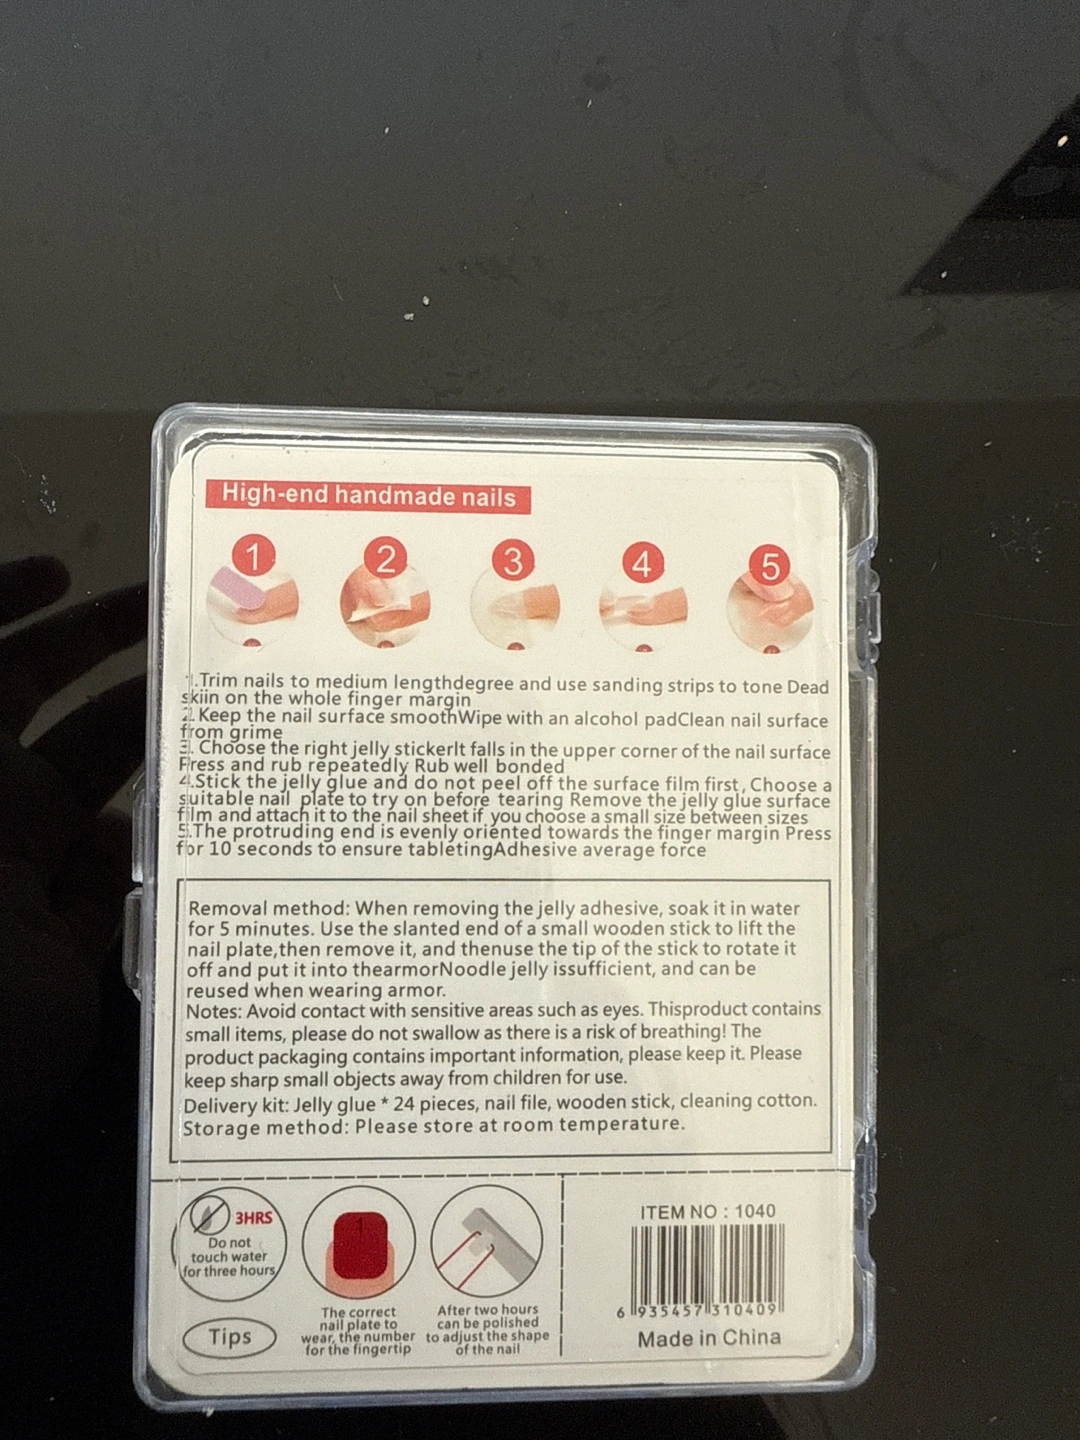 High-end handmade nails
1 2 3 4 5
1.Trim nails to medium lengthdegree and use sanding strips to tone Dead
skiin on the whole finger margin
2.Keep the nail surface smoothWipe with an alcohol padClean nail surface
from grime
3. Choose the right jelly stickerIt falls in the upper corner of the nail surface
Press and rub repeatedly Rub well bonded
4.Stick the jelly glue and do not peel off the surface film first, Choose a
suitable nail plate to try on before tearing Remove the jelly glue surface
film and attach it to the nail sheet if you choose a small size between sizes
5.The protruding end is evenly oriented towards the finger margin Press
for 10 seconds to ensure tabletingAdhesive average force
Removal method: When removing the jelly adhesive, soak it in water
for 5 minutes. Use the slanted end of a small wooden stick to lift the
nail plate,then remove it, and thenuse the tip of the stick to rotate it
off and put it into thearmorNoodle jelly issufficient, and can be
reused when wearing armor.
Notes: Avoid contact with sensitive areas such as eyes. Thisproduct contains
small items, please do not swallow as there is a risk of breathing! The
product packaging contains important information, please keep it. Please
keep sharp small objects away from children for use.
Delivery kit: Jelly glue * 24 pieces, nail file, wooden stick, cleaning cotton.
Storage method: Please store at room temperature.
3HRS
Do not
touch water
for three hours
Tips
1
The correct
nail plate to
wear, the number
for the fingertip
After two hours
can be polished
to adjust the shape
of the nail
ITEM NO : 1040
6 935457 310409
Made in China